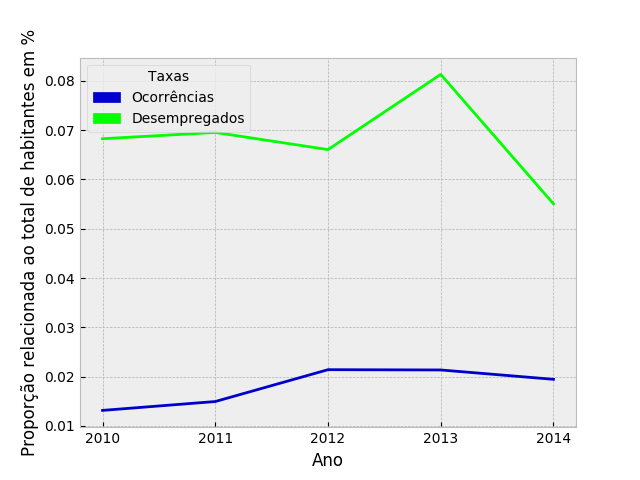 Proporção relacionada ao total de habitantes em %
Taxas
Ocorrências
Desempregados
0.08
0.07
0.06
0.05
0.04
0.03
0.02
0.01
2010 2011 2012 2013 2014
Ano